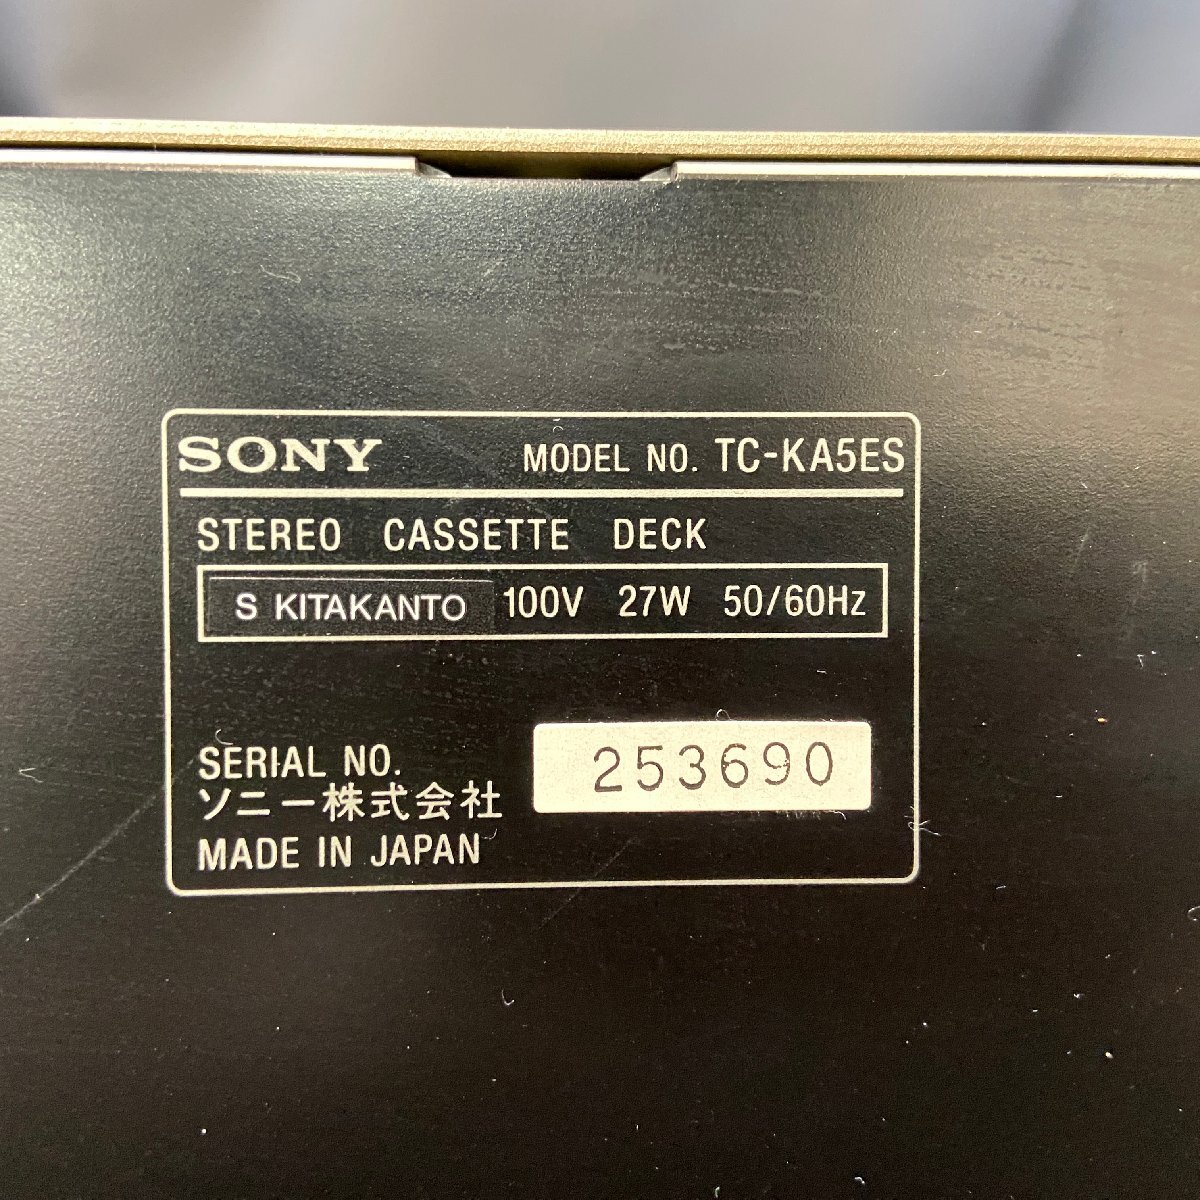 SONY MODEL NO. TC-KA5ES
STEREO CASSETTE DECK
S KITAKANTO 100V 27W 50/60Hz
SERIAL NO. 253690
ソニー株式会社
MADE IN JAPAN